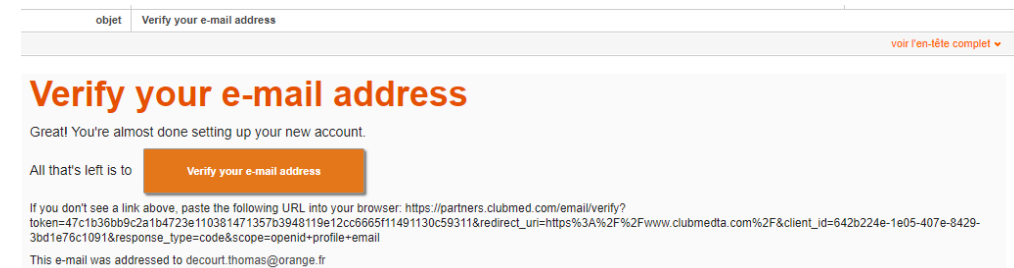 objet Verify your e-mail address
voir l'en-tête complet
Verify your e-mail address
Great! You're almost done setting up your new account.
All that's left is to Verify your e-mail address
If you don't see a link above, paste the following URL into your browser: https://partners.clubmed.com/email/verify?
token=47c1b36bb9c2a1b4723e110381471357b3948119e12cc6665f11491130c59311&redirect_uri=https%3A%2F%2Fwww.clubmedta.com%2F&client_id=642b224e-1e05-407e-8429-
3bd1e76c1091&response_type=code&scope=openid+profile+email
This e-mail was addressed to decourt.thomas@orange.fr